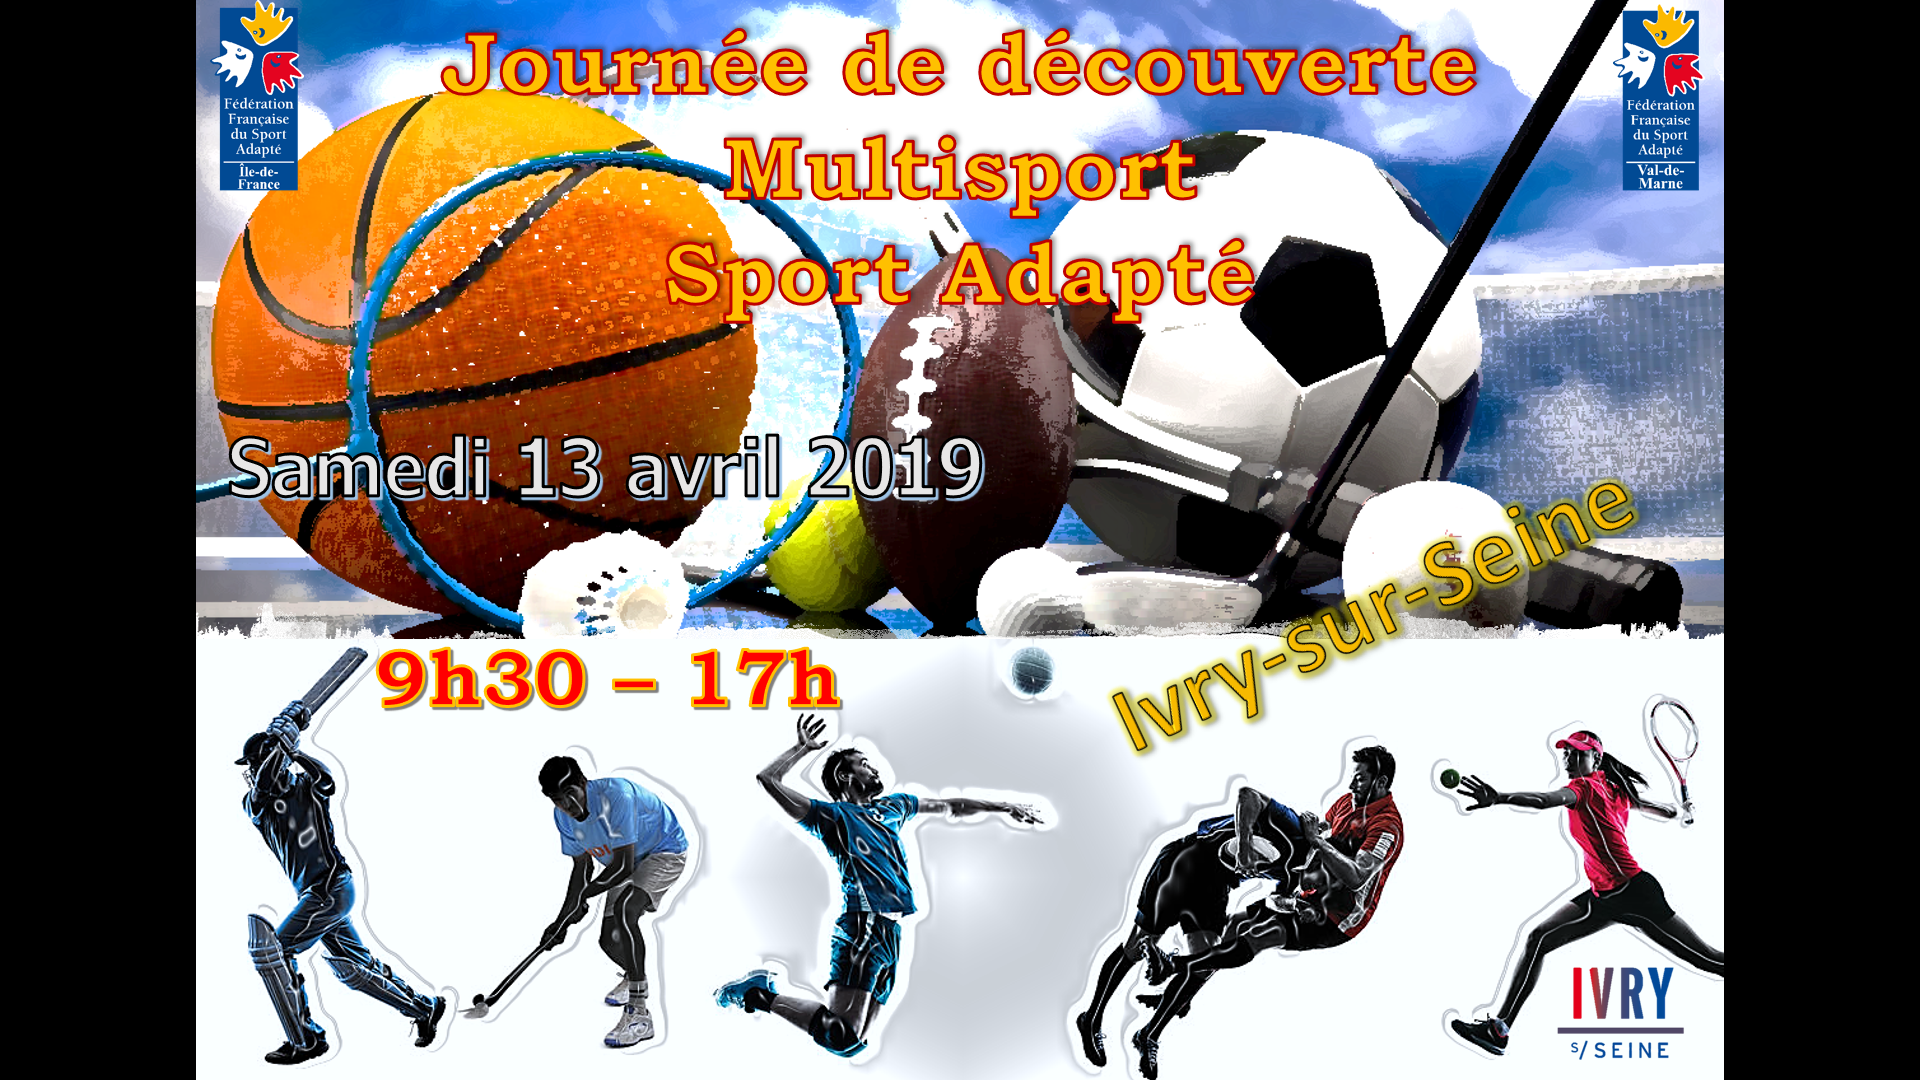 Journée de découverte
Multisport
Sport Adapté
Fédération
Française
du Sport
Adapté
Île-de-
France
Fédération
Française
du Sport
Adapté
Val-de-
Marne
Samedi 13 avril 2019
Ivry-sur-Seine
9h30 – 17h
IVRY
S/SEINE